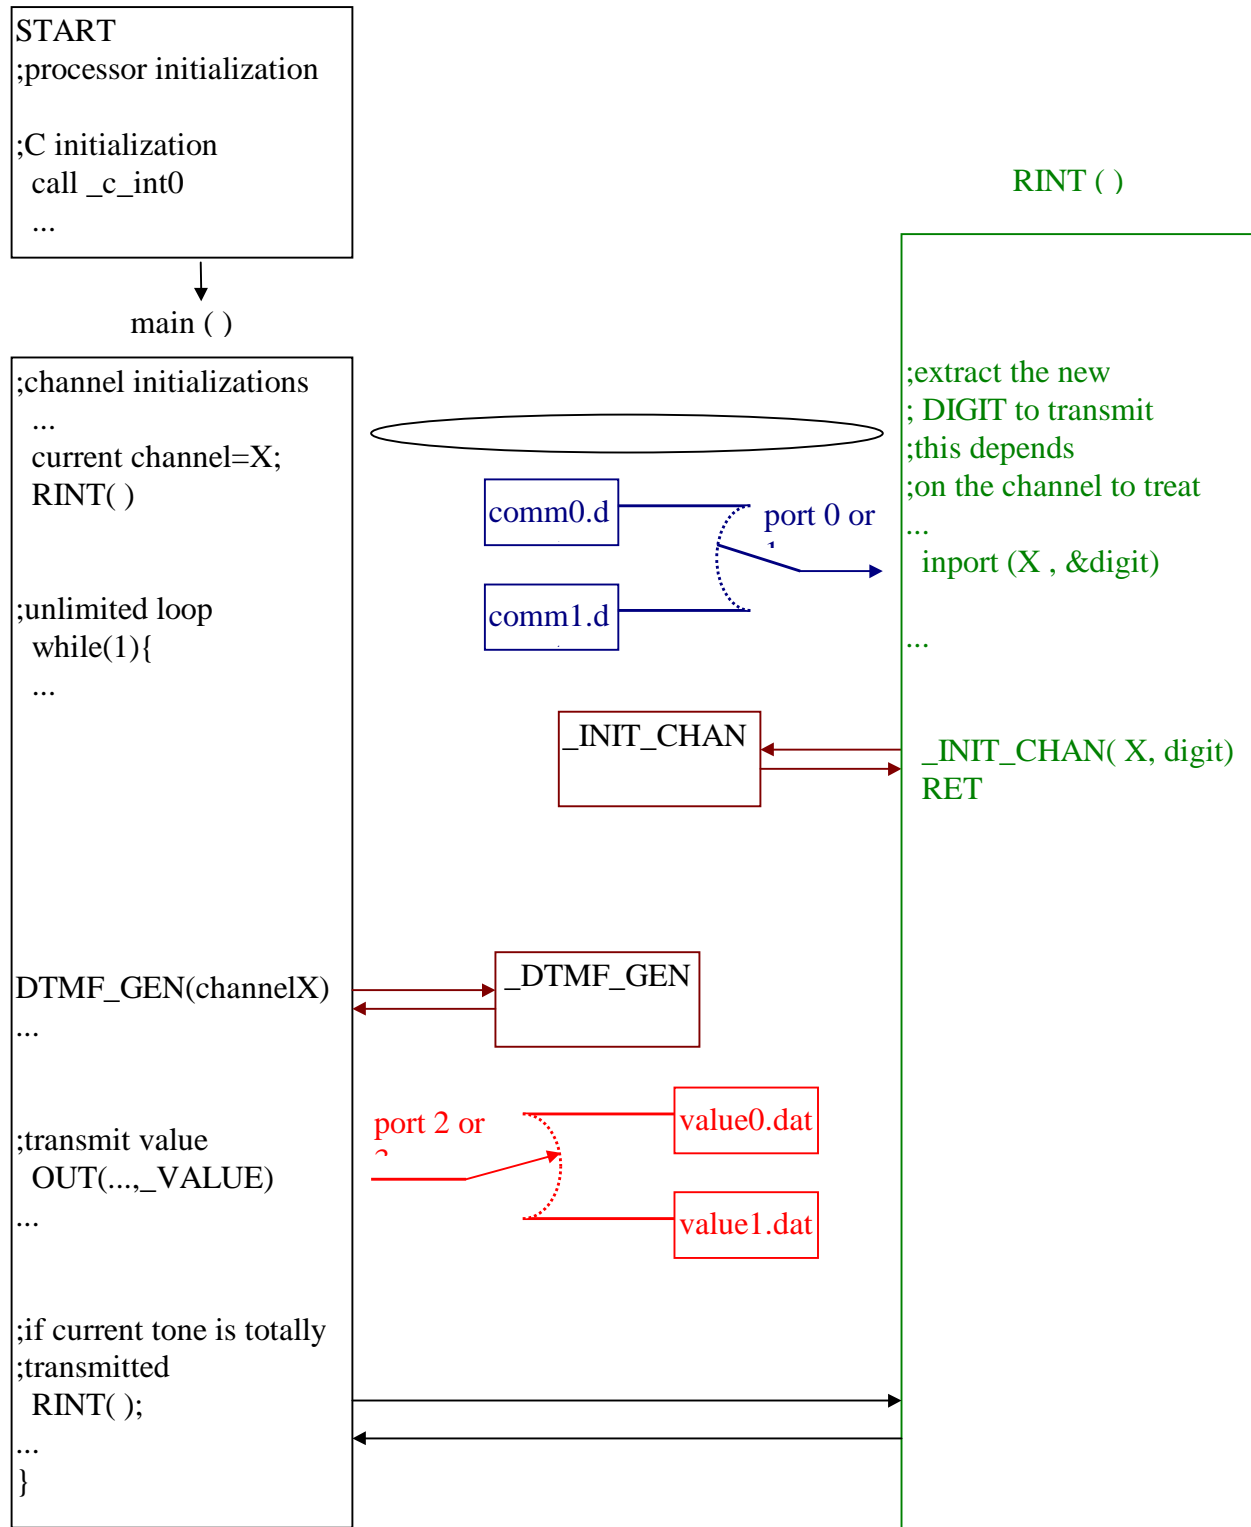 START
;processor initialization
;C initialization
call _c_int0
...
main ( )
;channel initializations
...
current channel=X;
RINT( )
;unlimited loop
while(1){
...
DTMF_GEN(channelX)
...
;transmit value
OUT(...,_VALUE)
...
;if current tone is totally
;transmitted
RINT( );
...
}
comm0.d
comm1.d
port 0 or
_INIT_CHAN
_DTMF_GEN
port 2 or
value0.dat
value1.dat
RINT ( )
;extract the new
; DIGIT to transmit
;this depends
;on the channel to treat
...
inport (X , &digit)
...
_INIT_CHAN( X, digit)
RET